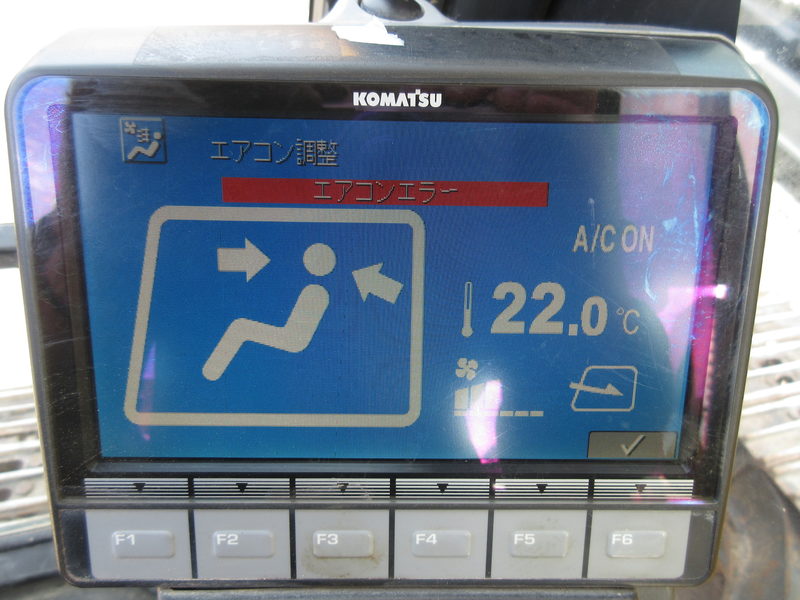 KOMATSU
エアコン調整
エアコンエラー
A/C ON
22.0 ℃
F1 F2 F3 F4 F5 F6